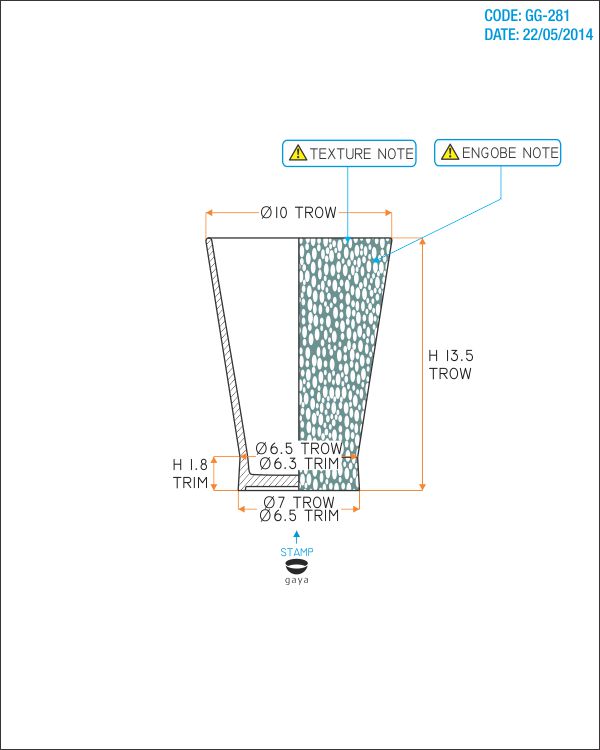 CODE: GG-281
DATE: 22/05/2014
TEXTURE NOTE
ENGOBE NOTE
Ø10 TROW
H 13.5
TROW
Ø6.5 TROW
Ø6.3 TRIM
H 1.8
TRIM
Ø7 TROW
Ø6.5 TRIM
STAMP
gaya